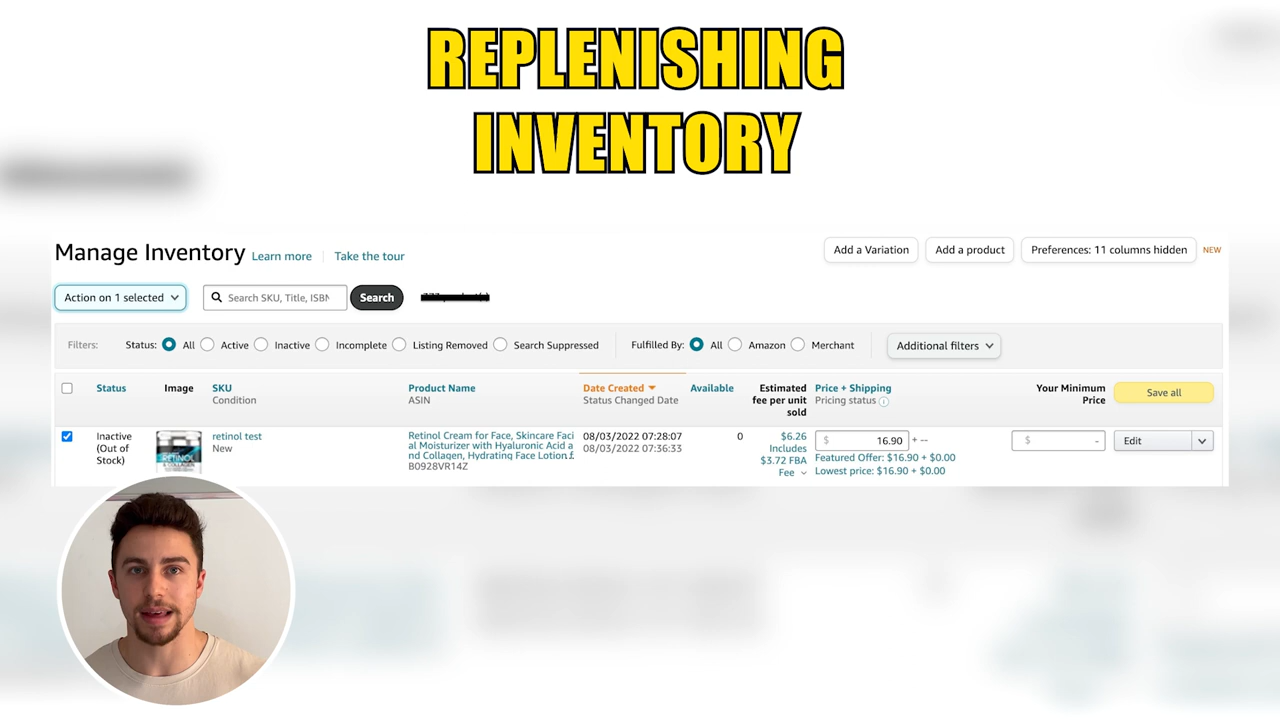 REPLENISHING
INVENTORY
Manage Inventory Learn more Take the tour
Add a Variation Add a product Preferences: 11 columns hidden NEW
Action on 1 selected Search SKU, Title, ISBN Search
Filters: Status: All Active Inactive Incomplete Listing Removed Search Suppressed Fulfilled By: All Amazon Merchant Additional filters
Status Image SKU Product Name Date Created Available Estimated Price + Shipping Your Minimum Save all
Condition ASIN Status Changed Date fee per unit Pricing status i Price
sold
Inactive retinol test Retinol Cream for Face, Skincare Faci 08/03/2022 07:28:07 0 $6.26 $ 16.90 + -- $ - Edit
(Out of New al Moisturizer with Hyaluronic Acid a 08/03/2022 07:36:33 Includes
Stock) RETINOL nd Collagen, Hydrating Face Lotion $3.72 FBA Featured Offer: $16.90 + $0.00
& COLLAGEN B0928VR14Z Fee Lowest price: $16.90 + $0.00